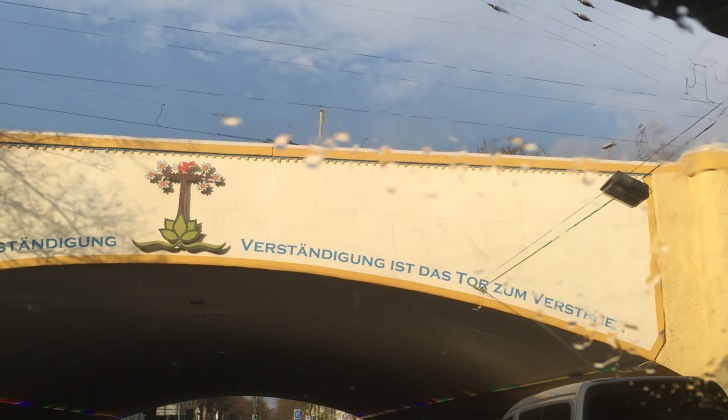 STÄNDIGUNG
VERSTÄNDIGUNG IST DAS TOR ZUM
P